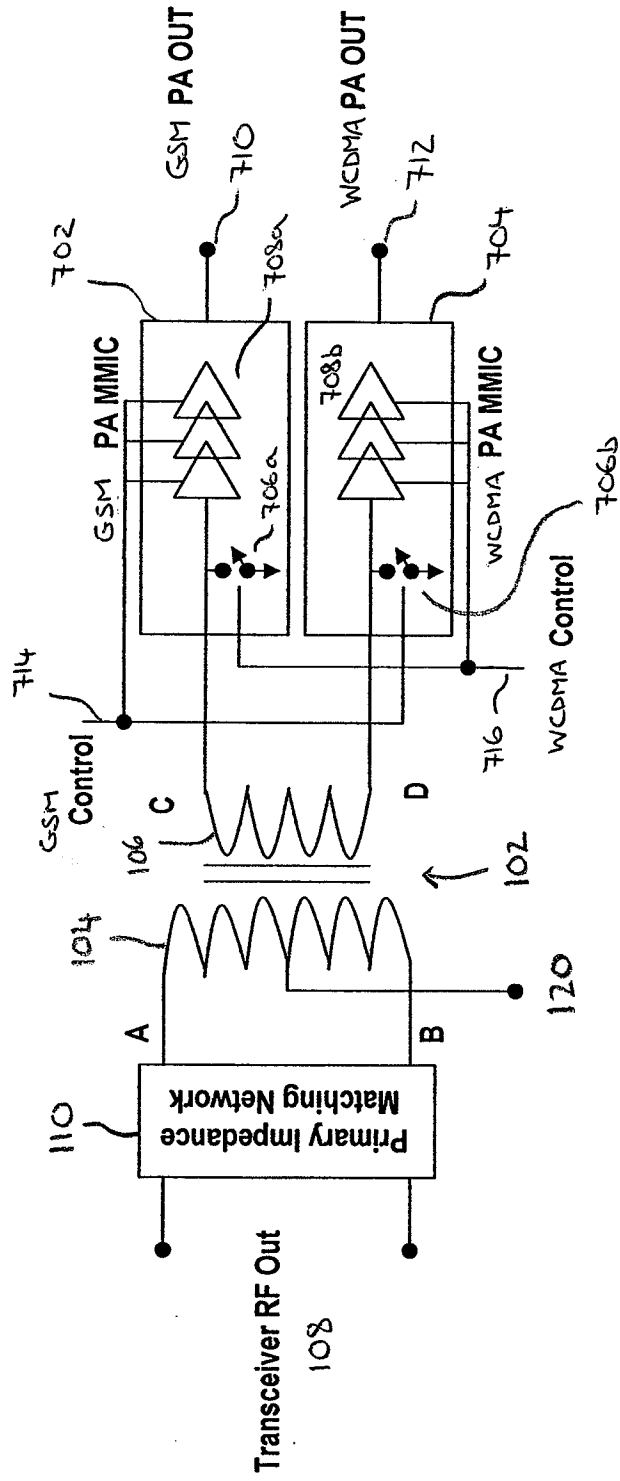 Transceiver RF Out
108
110
Primary Impedance
Matching Network
A
B
104
120
102
106
C
D
GSM
Control
714
716
WCDMA Control
GSM PA MMIC
702
706a
708a
GSM PA OUT
710
708b
WCDMA PA MMIC
704
706b
WCDMA PA OUT
712